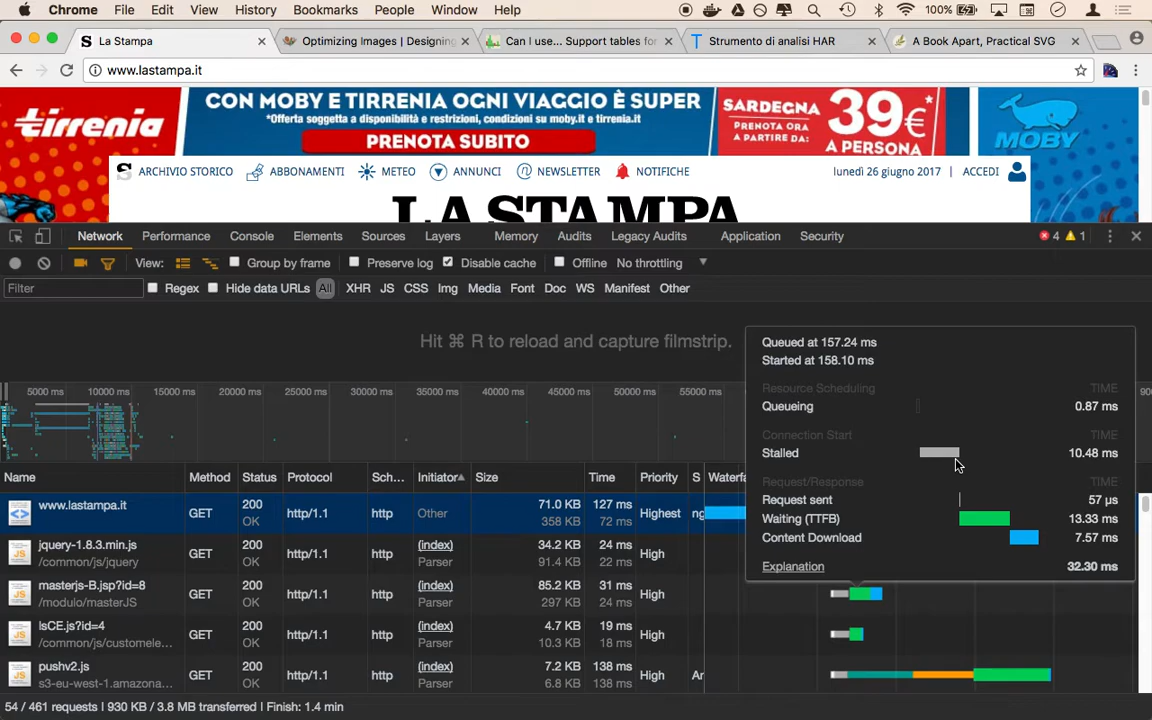 Chrome File Edit View History Bookmarks People Window Help 100%
La Stampa
Optimizing Images | Designing
Can I use... Support tables for
Strumento di analisi HAR
A Book Apart, Practical SVG
www.lastampa.it
tirrenia
CON MOBY E TIRRENIA OGNI VIAGGIO È SUPER
*Offerta soggetta a disponibilità e restrizioni, condizioni su moby.it e tirrenia.it
PRENOTA SUBITO
SARDEGNA
PRENOTA ORA
A PARTIRE DA:
39€*
A PERSONA
MOBY
ARCHIVIO STORICO ABBONAMENTI METEO ANNUNCI NEWSLETTER NOTIFICHE lunedì 26 giugno 2017 ACCEDI
LA STAMPA
Network Performance Console Elements Sources Layers Memory Audits Legacy Audits Application Security 4 1
View: Group by frame Preserve log Disable cache Offline No throttling
Filter Regex Hide data URLs All XHR JS CSS Img Media Font Doc WS Manifest Other
Hit ⌘ R to reload and capture filmstrip.
5000 ms 10000 ms 15000 ms 20000 ms 25000 ms 30000 ms 35000 ms 40000 ms 45000 ms 50000 ms 55000 ms 90
Queued at 157.24 ms
Started at 158.10 ms
Resource Scheduling TIME
Queueing 0.87 ms
Connection Start TIME
Stalled 10.48 ms
Request/Response TIME
Request sent 57 µs
Waiting (TTFB) 13.33 ms
Content Download 7.57 ms
Explanation 32.30 ms
Name Method Status Protocol Sch... Initiator Size Time Priority S Waterf
www.lastampa.it GET 200 OK http/1.1 http Other 71.0 KB 358 KB 127 ms 72 ms Highest ng
jquery-1.8.3.min.js /common/js/jquery GET 200 OK http/1.1 http (index) Parser 34.2 KB 91.4 KB 24 ms 22 ms High
masterjs-B.jsp?id=8 /modulo/masterJS GET 200 OK http/1.1 http (index) Parser 85.2 KB 297 KB 31 ms 24 ms High
lsCE.js?id=4 /common/js/customele... GET 200 OK http/1.1 http (index) Parser 4.7 KB 10.3 KB 19 ms 18 ms High
pushv2.js s3-eu-west-1.amazona... GET 200 OK http/1.1 http (index) Parser 7.2 KB 6.8 KB 138 ms 138 ms High Ar
54 / 461 requests | 930 KB / 3.8 MB transferred | Finish: 1.4 min